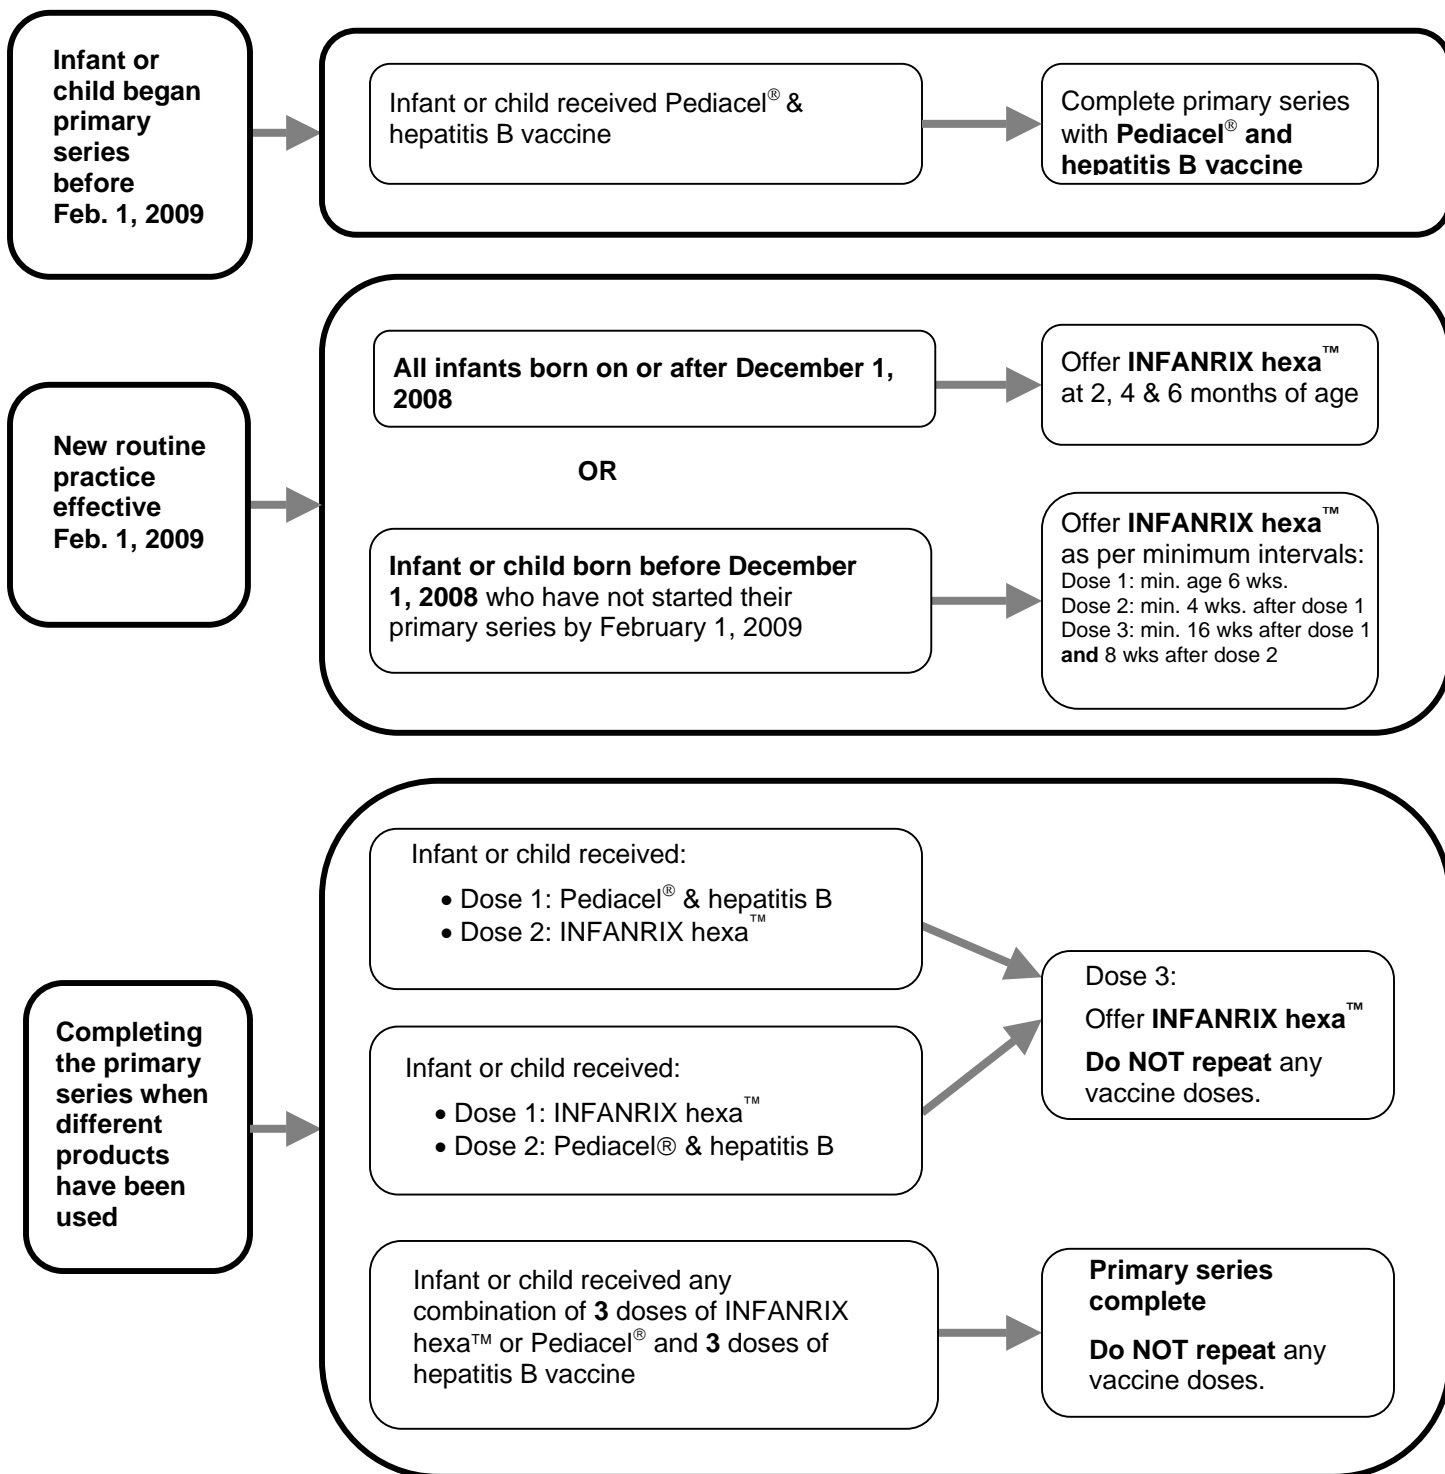 Infant or
child began
primary
series
before
Feb. 1, 2009
Infant or child received Pediacel® &
hepatitis B vaccine
Complete primary series
with Pediacel® and
hepatitis B vaccine
New routine
practice
effective
Feb. 1, 2009
All infants born on or after December 1,
2008
Offer INFANRIX hexa™
at 2, 4 & 6 months of age
OR
Infant or child born before December
1, 2008 who have not started their
primary series by February 1, 2009
Offer INFANRIX hexa™
as per minimum intervals:
Dose 1: min. age 6 wks.
Dose 2: min. 4 wks. after dose 1
Dose 3: min. 16 wks after dose 1
and 8 wks after dose 2
Completing
the primary
series when
different
products
have been
used
Infant or child received:
• Dose 1: Pediacel® & hepatitis B
• Dose 2: INFANRIX hexa™
Infant or child received:
• Dose 1: INFANRIX hexa™
• Dose 2: Pediacel® & hepatitis B
Dose 3:
Offer INFANRIX hexa™
Do NOT repeat any
vaccine doses.
Infant or child received any
combination of 3 doses of INFANRIX
hexa™ or Pediacel® and 3 doses of
hepatitis B vaccine
Primary series
complete
Do NOT repeat any
vaccine doses.